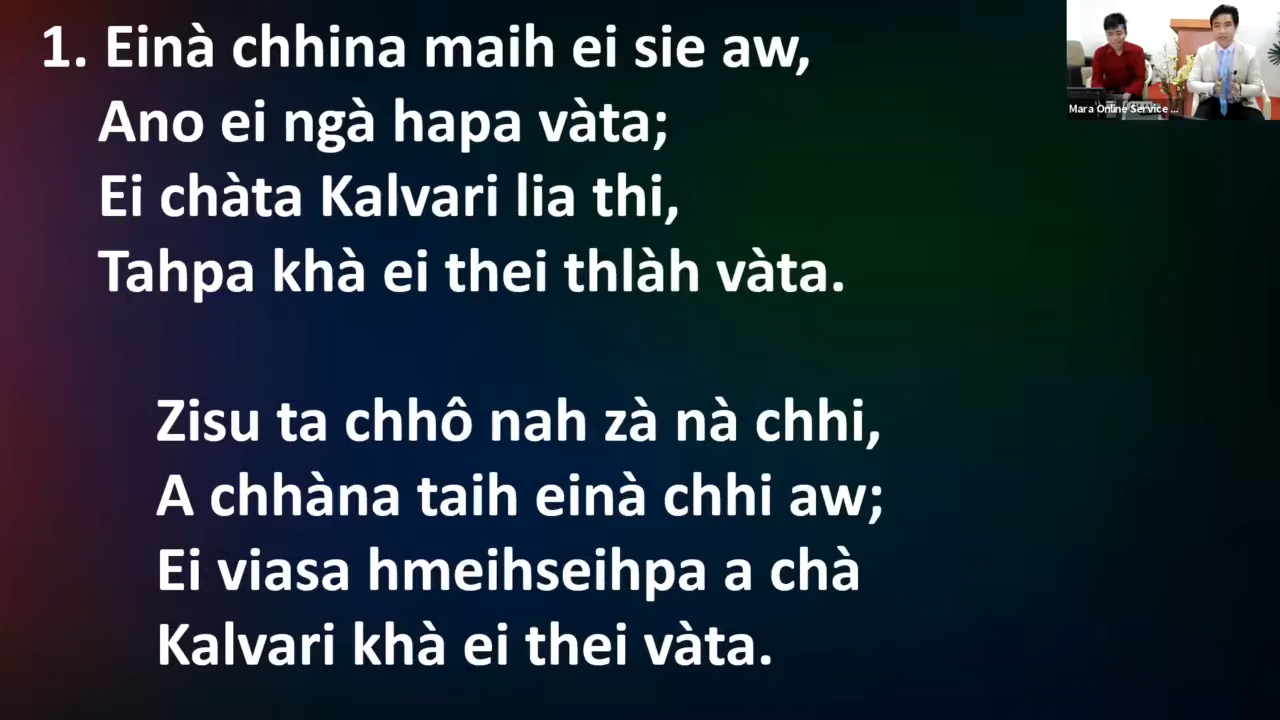 1. Einà chhina maih ei sie aw,
Ano ei ngà hapa vàta;
Ei chàta Kalvari lia thi,
Tahpa khà ei thei thlàh vàta.
Zisu ta chhô nah zà nà chhi,
A chhàna taih einà chhi aw;
Ei viasa hmeihseihpa a chà
Kalvari khà ei thei vàta.
Mara Online Service ...